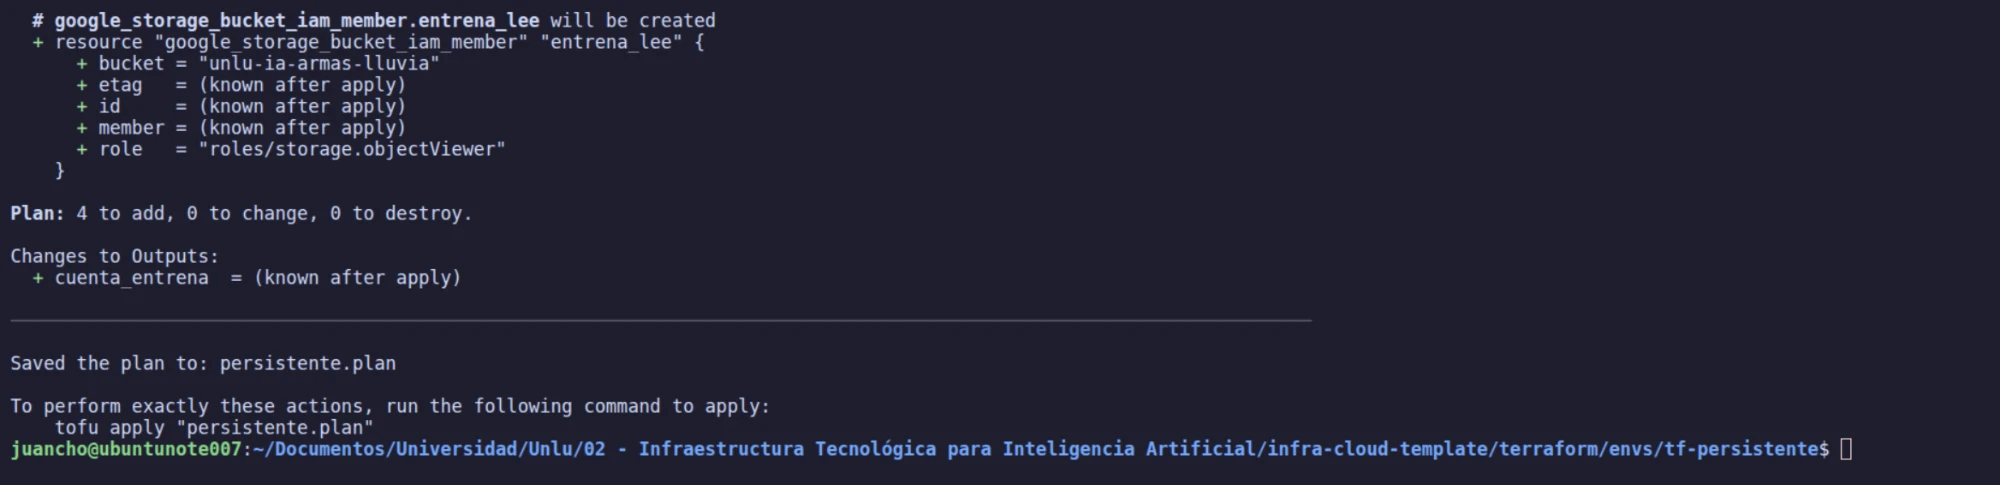 # google_storage_bucket_iam_member.entrena_lee will be created
+ resource "google_storage_bucket_iam_member" "entrena_lee" {
+ bucket = "unlu-ia-armas-lluvia"
+ etag   = (known after apply)
+ id     = (known after apply)
+ member = (known after apply)
+ role   = "roles/storage.objectViewer"
}
Plan: 4 to add, 0 to change, 0 to destroy.
Changes to Outputs:
+ cuenta_entrena  = (known after apply)
Saved the plan to: persistente.plan
To perform exactly these actions, run the following command to apply:
tofu apply "persistente.plan"
juancho@ubuntunote007:~/Documentos/Universidad/Unlu/02 - Infraestructura Tecnológica para Inteligencia Artificial/infra-cloud-template/terraform/envs/tf-persistente$